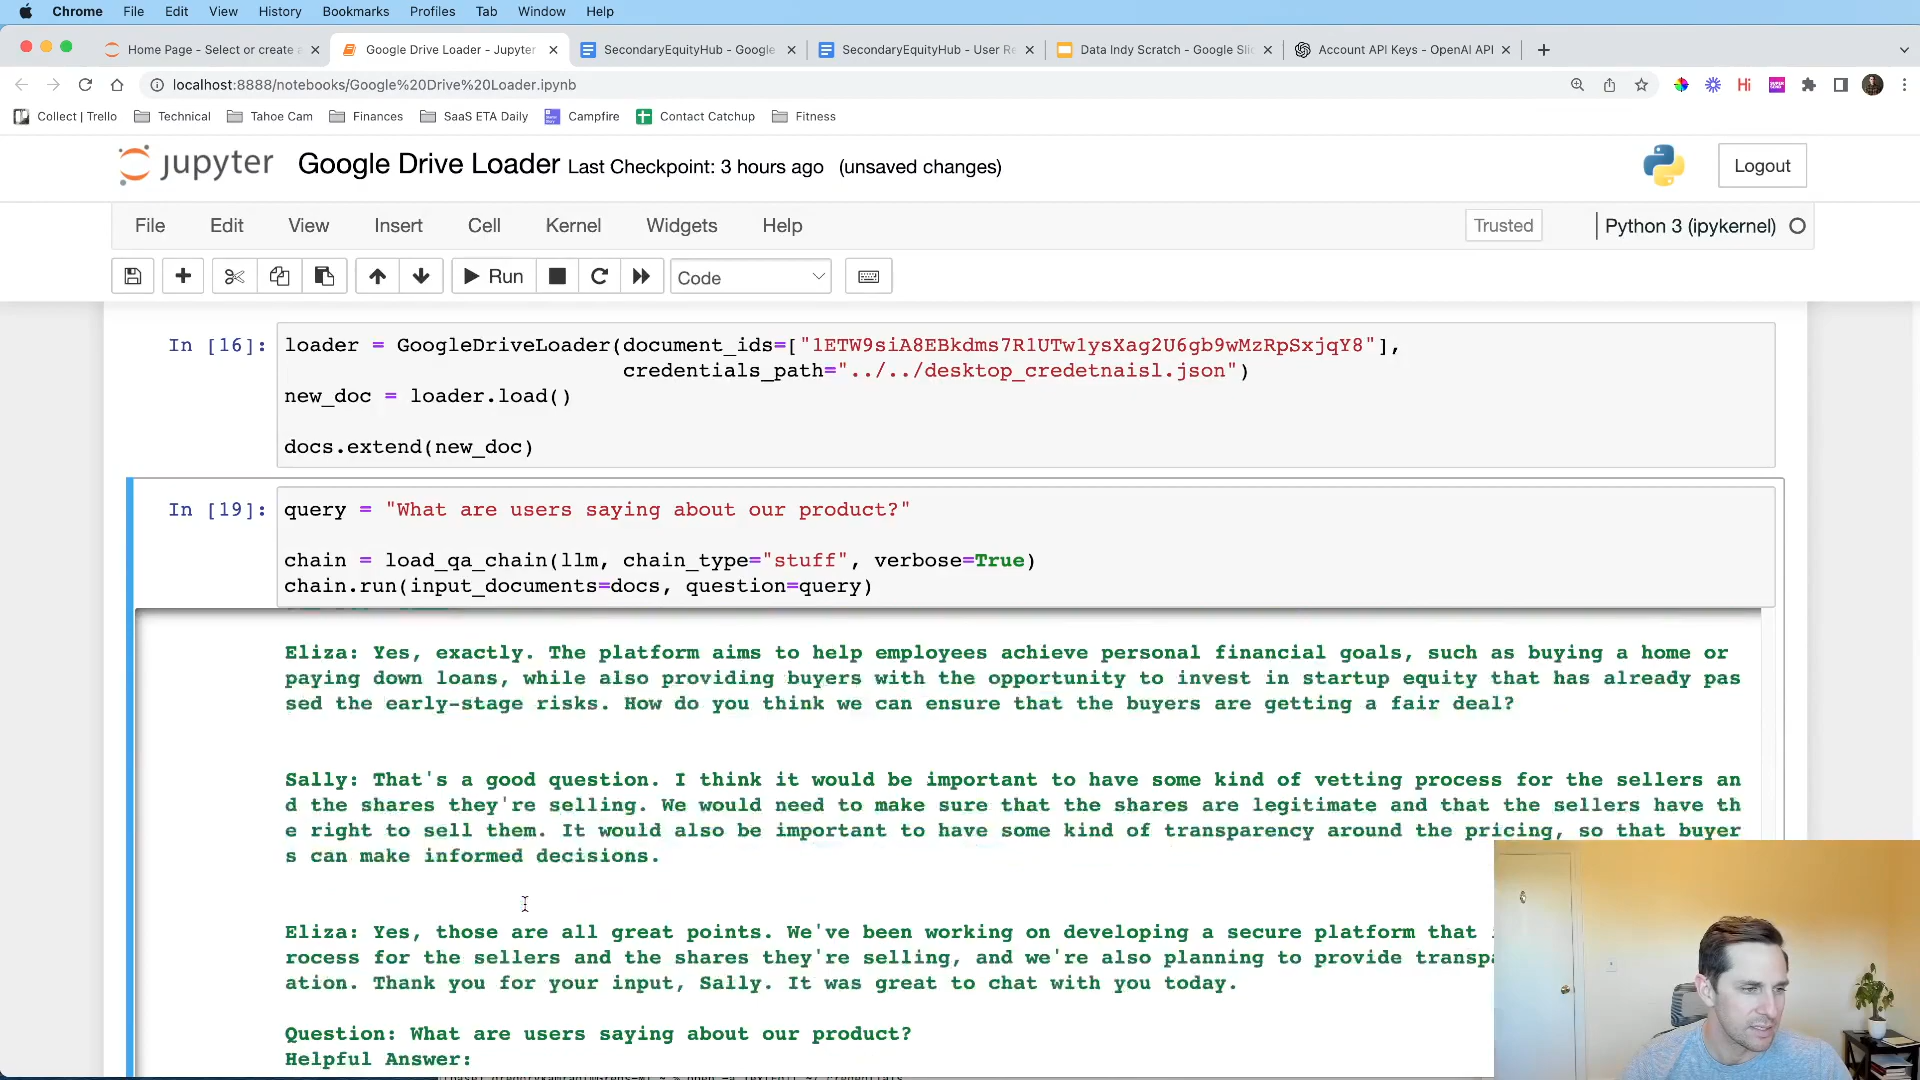 Chrome File Edit View History Bookmarks Profiles Tab Window Help
Home Page - Select or create a
Google Drive Loader - Jupyter
SecondaryEquityHub - Google
SecondaryEquityHub - User Re
Data Indy Scratch - Google Slic
Account API Keys - OpenAI API
localhost:8888/notebooks/Google%20Drive%20Loader.ipynb
Hi
Collect | Trello Technical Tahoe Cam Finances SaaS ETA Daily Campfire Contact Catchup Fitness
jupyter Google Drive Loader Last Checkpoint: 3 hours ago (unsaved changes)
Logout
File Edit View Insert Cell Kernel Widgets Help
Trusted
Python 3 (ipykernel)
Run
Code
In [16]: loader = GoogleDriveLoader(document_ids=["1ETW9siA8EBkdms7R1UTw1ysXag2U6gb9wMzRpSxjqY8"],
credentials_path="../../desktop_credetnaisl.json")
new_doc = loader.load()
docs.extend(new_doc)
In [19]: query = "What are users saying about our product?"
chain = load_qa_chain(llm, chain_type="stuff", verbose=True)
chain.run(input_documents=docs, question=query)
Eliza: Yes, exactly. The platform aims to help employees achieve personal financial goals, such as buying a home or
paying down loans, while also providing buyers with the opportunity to invest in startup equity that has already pas
sed the early-stage risks. How do you think we can ensure that the buyers are getting a fair deal?
Sally: That's a good question. I think it would be important to have some kind of vetting process for the sellers an
d the shares they're selling. We would need to make sure that the shares are legitimate and that the sellers have th
e right to sell them. It would also be important to have some kind of transparency around the pricing, so that buyer
s can make informed decisions.
Eliza: Yes, those are all great points. We've been working on developing a secure platform that
rocess for the sellers and the shares they're selling, and we're also planning to provide transpa
ation. Thank you for your input, Sally. It was great to chat with you today.
Question: What are users saying about our product?
Helpful Answer: